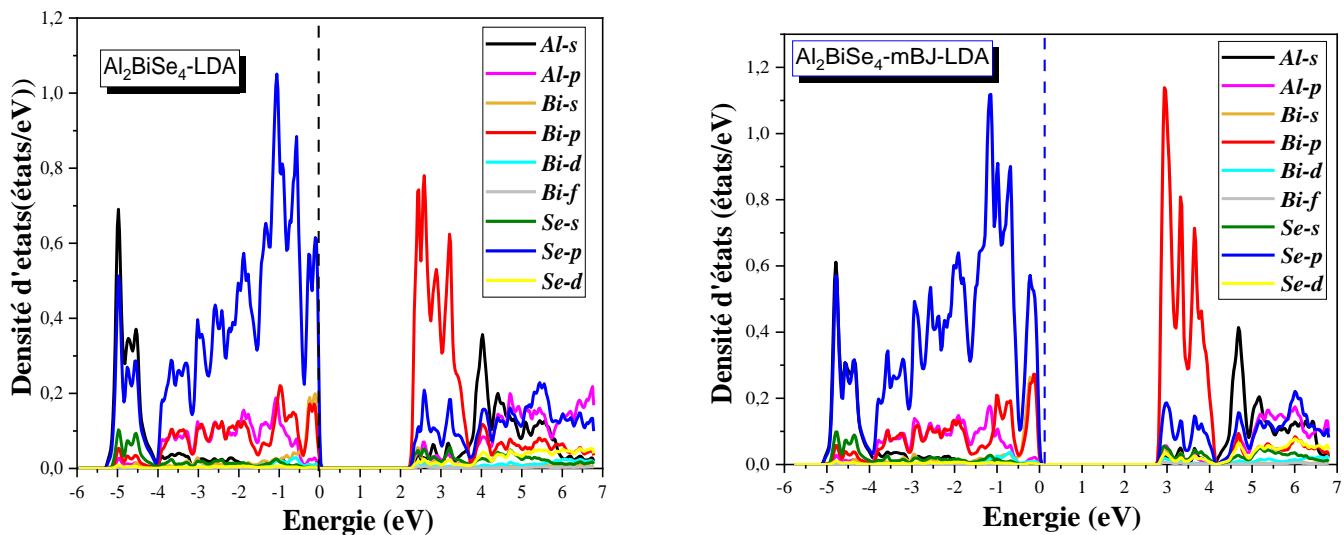 Al₂BiSe₄-LDA
Al-s
Al-p
Bi-s
Bi-p
Bi-d
Bi-f
Se-s
Se-p
Se-d
1,2
1,0
0,8
0,6
0,4
0,2
0,0
-6 -5 -4 -3 -2 -1 0 1 2 3 4 5 6 7
Densité d'etats(états/eV)
Energie (eV)
Al₂BiSe₄-mBJ-LDA
Al-s
Al-p
Bi-s
Bi-p
Bi-d
Bi-f
Se-s
Se-p
Se-d
1,2
1,0
0,8
0,6
0,4
0,2
0,0
-6 -5 -4 -3 -2 -1 0 1 2 3 4 5 6 7
Densité d'états (états/eV)
Energie (eV)